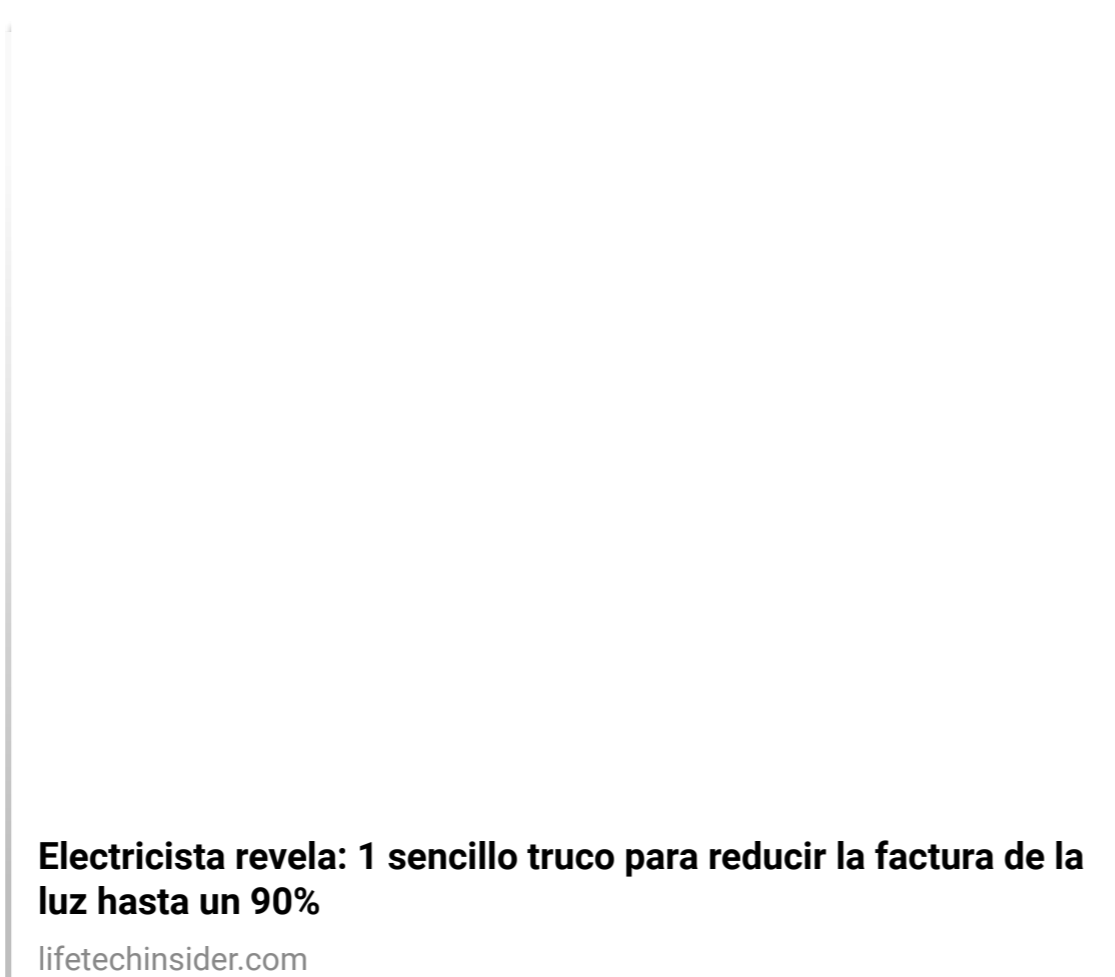 Electricista revela: 1 sencillo truco para reducir la factura de la
luz hasta un 90%
lifetechinsider.com